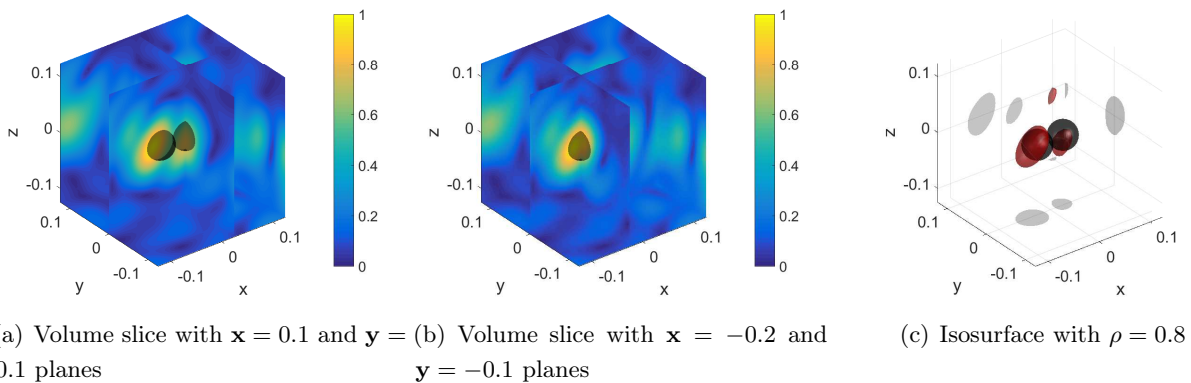 1
0.8
0.6
0.4
0.2
0
0.1
0
-0.1
z
0.1
0
-0.1
y
-0.1
0
0.1
x
1
0.8
0.6
0.4
0.2
0
0.1
0
-0.1
z
0.1
0
-0.1
y
-0.1
0
0.1
x
0.1
0
-0.1
z
0.1
0
-0.1
y
-0.1
0
0.1
x
a) Volume slice with x = 0.1 and y =
0.1 planes
(b) Volume slice with x = −0.2 and
y = −0.1 planes
(c) Isosurface with ρ = 0.8